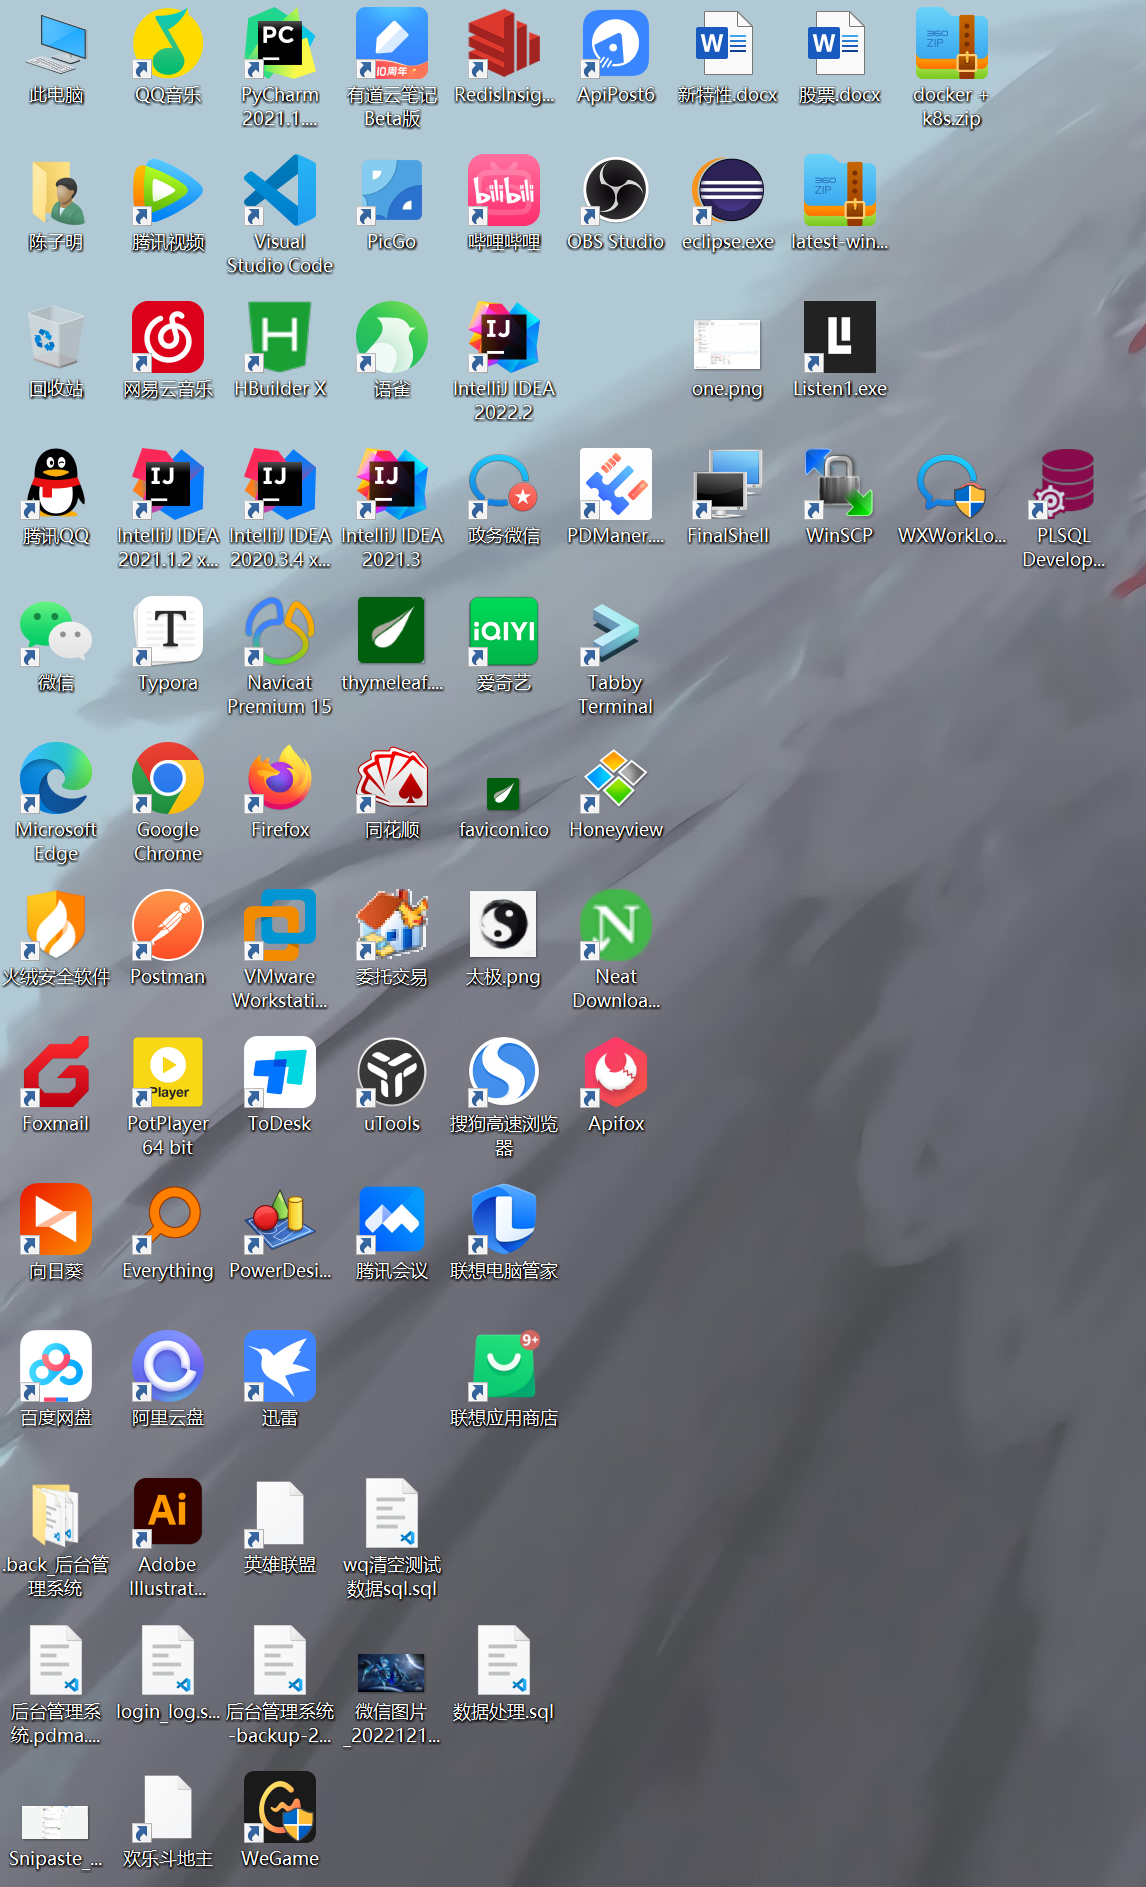 此电脑
QQ音乐
PyCharm
2021.1....
有道云笔记
Beta版
RedisInsig...
ApiPost6
新特性.docx
股票.docx
docker +
k8s.zip
陈子明
腾讯视频
Visual
Studio Code
PicGo
哔哩哔哩
OBS Studio
eclipse.exe
latest-win...
回收站
网易云音乐
HBuilder X
语雀
IntelliJ IDEA
2022.2
one.png
Listen1.exe
腾讯QQ
IntelliJ IDEA
2021.1.2 x...
IntelliJ IDEA
2020.3.4 x...
IntelliJ IDEA
2021.3
政务微信
PDManer....
FinalShell
WinSCP
WXWorkLo...
PLSQL
Develop...
微信
Typora
Navicat
Premium 15
thymeleaf....
爱奇艺
Tabby
Terminal
Microsoft
Edge
Google
Chrome
Firefox
同花顺
favicon.ico
Honeyview
火绒安全软件
Postman
VMware
Workstati...
委托交易
太极.png
Neat
Downloa...
Foxmail
PotPlayer
64 bit
ToDesk
uTools
搜狗高速浏览
器
Apifox
向日葵
Everything
PowerDesi...
腾讯会议
联想电脑管家
百度网盘
阿里云盘
迅雷
9+
联想应用商店
.back_后台管
理系统
Adobe
Illustrat...
英雄联盟
wq清空测试
数据sql.sql
后台管理系
统.pdma....
login_log.s...
后台管理系统
-backup-2...
微信图片
_2022121...
数据处理.sql
Snipaste_...
欢乐斗地主
WeGame